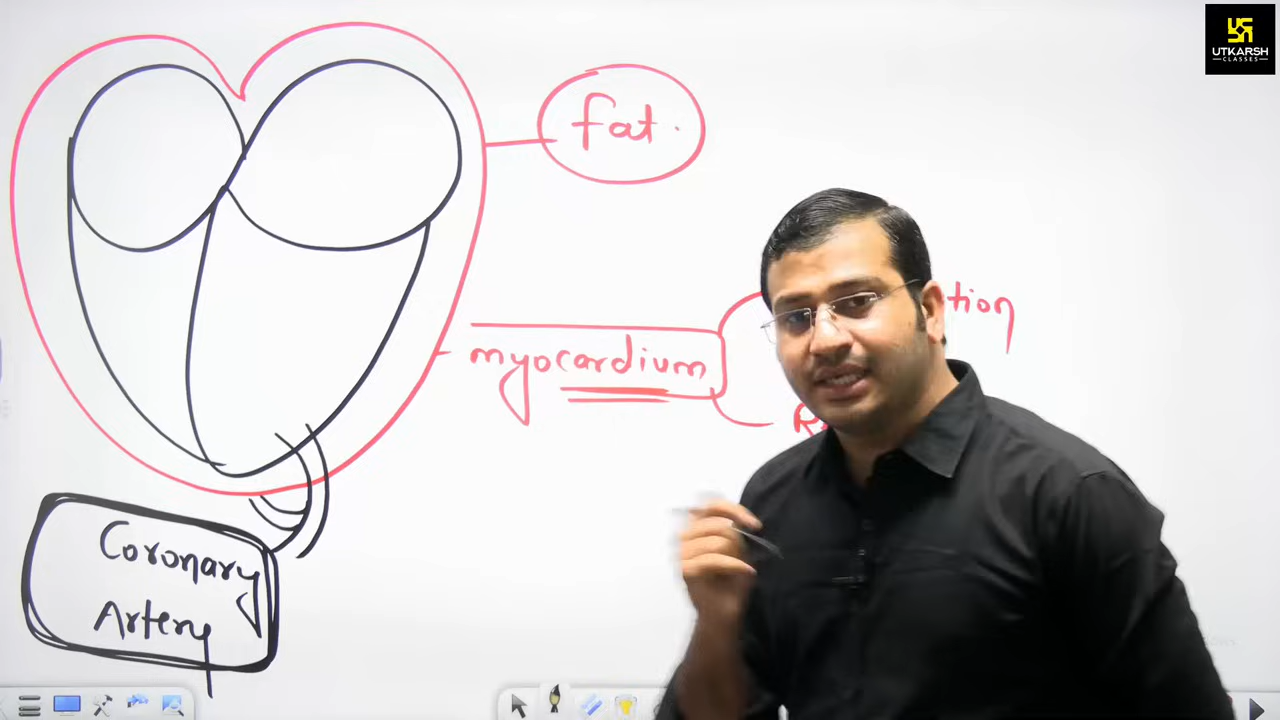 UTKARSH
CLASSES
fat.
myocardium
Coronary
Artery